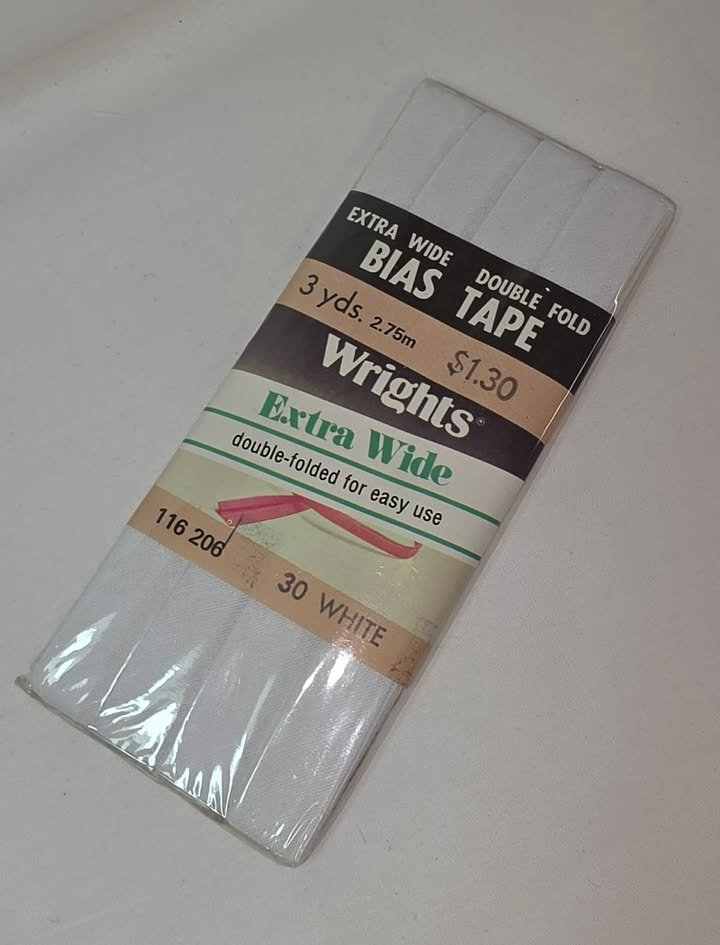 EXTRA WIDE DOUBLE FOLD
BIAS TAPE
3 yds. 2.75m $1.30
Wrights®
Extra Wide
double-folded for easy use
116 206
30 WHITE